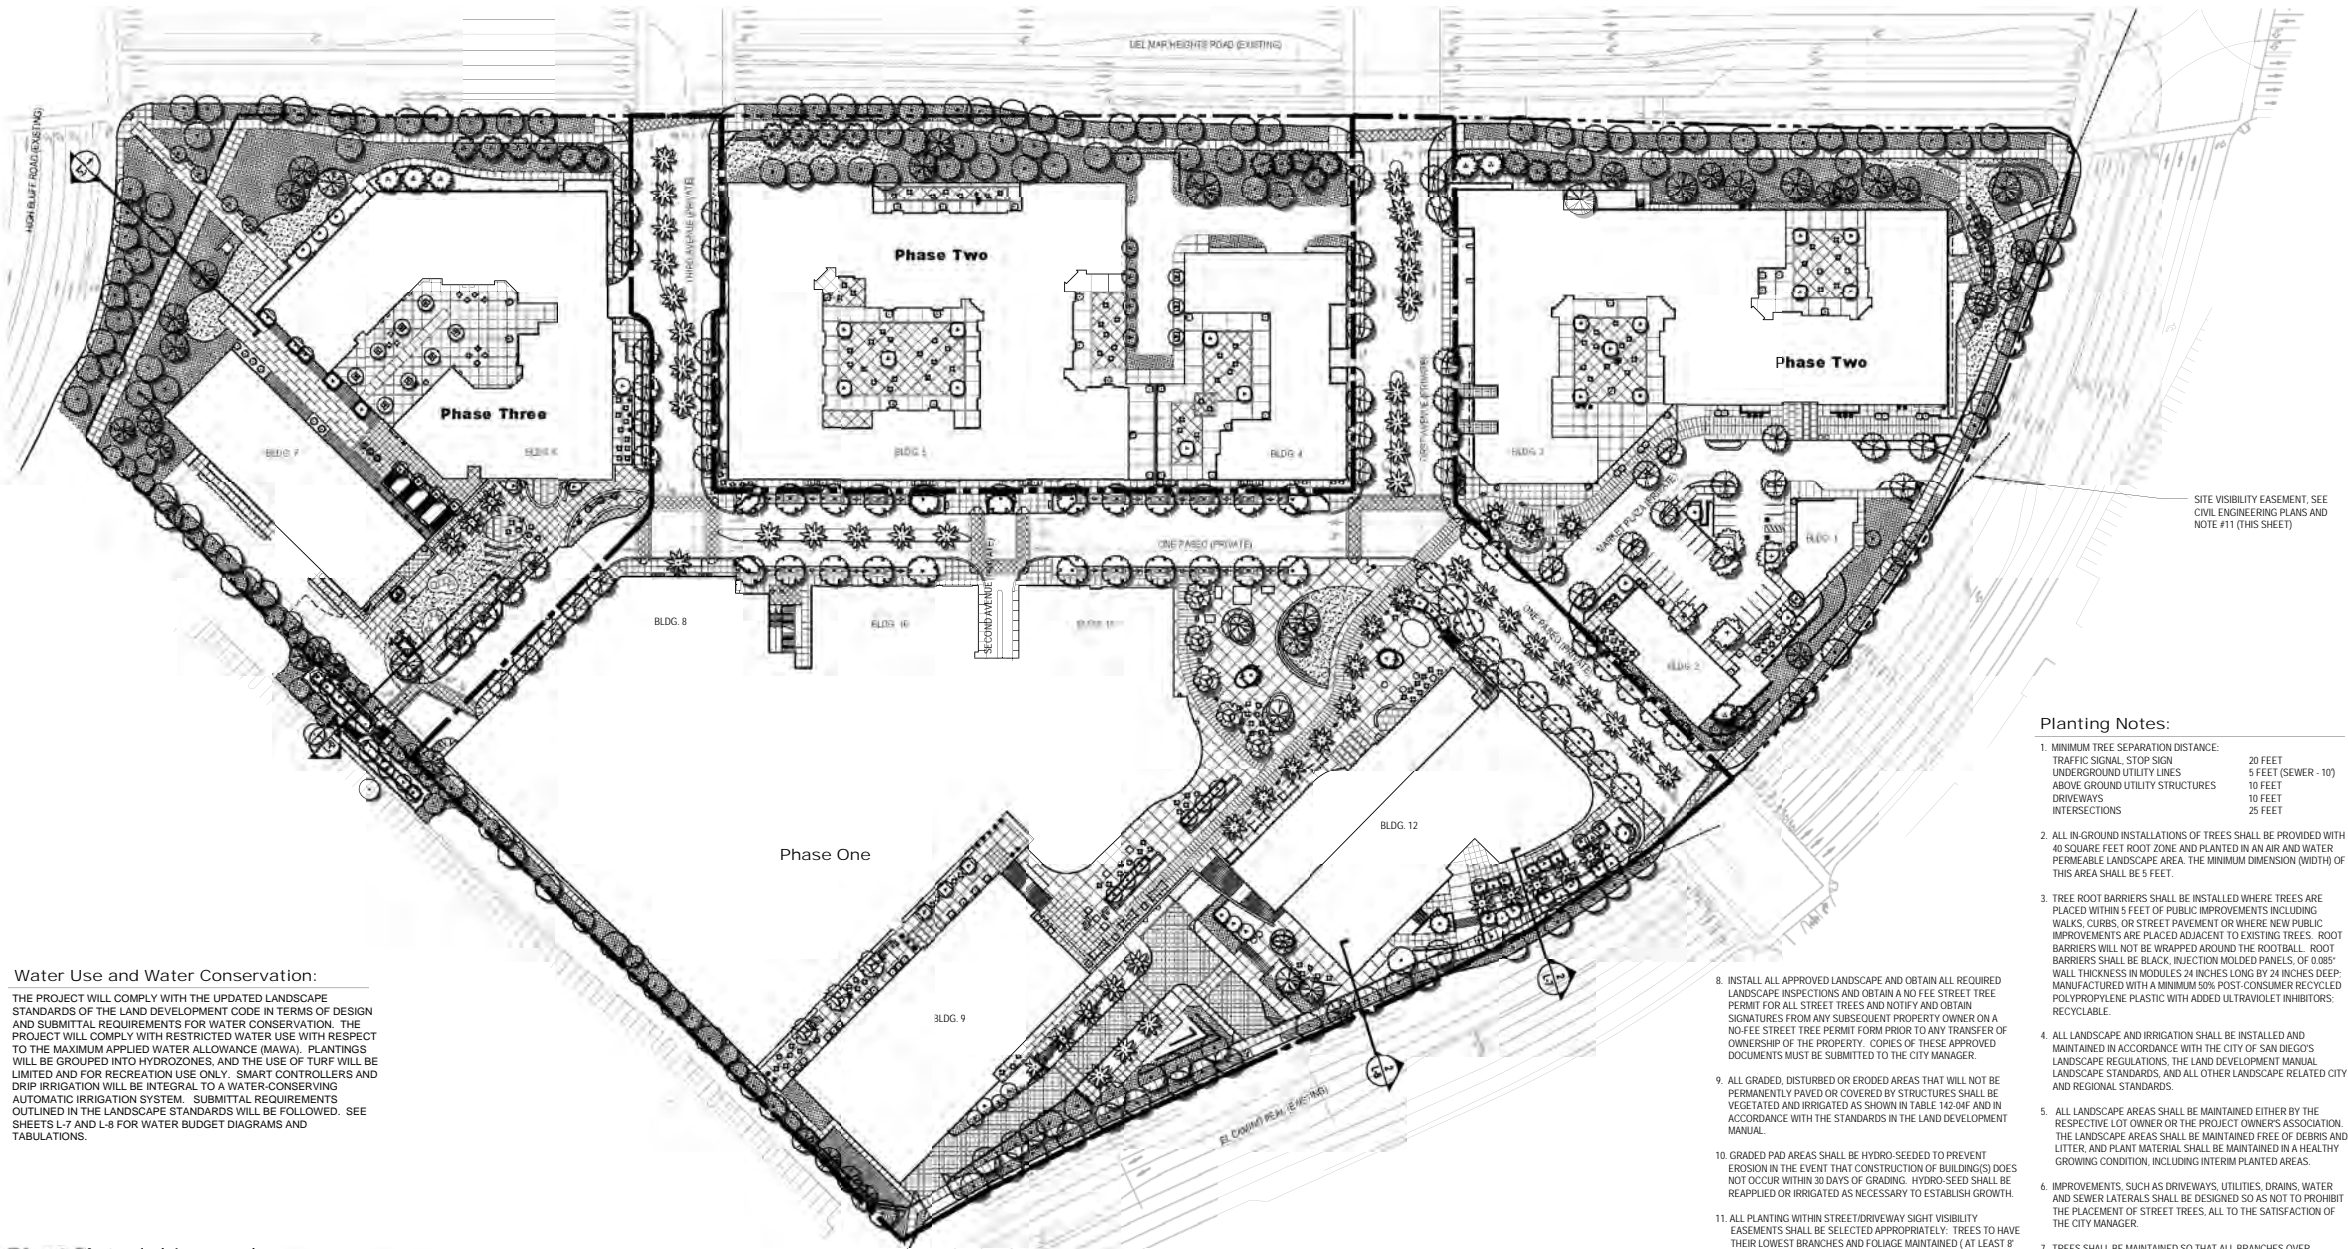 DEL MAR HEIGHTS ROAD (EXISTING)
HIGH BLUFF ROAD (EXISTING)
THIRD AVENUE (PRIVATE)
FIRST AVENUE (PRIVATE)
Phase Two
Phase Two
Phase Three
BLDG. 7
BLDG. 6
BLDG. 5
BLDG. 4
BLDG. 3
MARKET PLAZA (PRIVATE)
BLDG. 1
SITE VISIBILITY EASEMENT, SEE
CIVIL ENGINEERING PLANS AND
NOTE #11 (THIS SHEET)
ONE PASEO (PRIVATE)
SECOND AVENUE (PRIVATE)
BLDG. 8
BLDG. 10
ONE PASEO (PRIVATE)
BLDG. 2
BLDG. 12
Phase One
BLDG. 9
EL CAMINO REAL (EXISTING)
Water Use and Water Conservation:
THE PROJECT WILL COMPLY WITH THE UPDATED LANDSCAPE
STANDARDS OF THE LAND DEVELOPMENT CODE IN TERMS OF DESIGN
AND SUBMITTAL REQUIREMENTS FOR WATER CONSERVATION. THE
PROJECT WILL COMPLY WITH RESTRICTED WATER USE WITH RESPECT
TO THE MAXIMUM APPLIED WATER ALLOWANCE (MAWA). PLANTINGS
WILL BE GROUPED INTO HYDROZONES, AND THE USE OF TURF WILL BE
LIMITED AND FOR RECREATION USE ONLY. SMART CONTROLLERS AND
DRIP IRRIGATION WILL BE INTEGRAL TO A WATER-CONSERVING
AUTOMATIC IRRIGATION SYSTEM. SUBMITTAL REQUIREMENTS
OUTLINED IN THE LANDSCAPE STANDARDS WILL BE FOLLOWED. SEE
SHEETS L-7 AND L-8 FOR WATER BUDGET DIAGRAMS AND
TABULATIONS.
8. INSTALL ALL APPROVED LANDSCAPE AND OBTAIN ALL REQUIRED
LANDSCAPE INSPECTIONS AND OBTAIN A NO FEE STREET TREE
PERMIT FOR ALL STREET TREES AND NOTIFY AND OBTAIN
SIGNATURES FROM ANY SUBSEQUENT PROPERTY OWNER ON A
NO-FEE STREET TREE PERMIT FORM PRIOR TO ANY TRANSFER OF
OWNERSHIP OF THE PROPERTY. COPIES OF THESE APPROVED
DOCUMENTS MUST BE SUBMITTED TO THE CITY MANAGER.
9. ALL GRADED, DISTURBED OR ERODED AREAS THAT WILL NOT BE
PERMANENTLY PAVED OR COVERED BY STRUCTURES SHALL BE
VEGETATED AND IRRIGATED AS SHOWN IN TABLE 142-04F AND IN
ACCORDANCE WITH THE STANDARDS IN THE LAND DEVELOPMENT
MANUAL.
10. GRADED PAD AREAS SHALL BE HYDRO-SEEDED TO PREVENT
EROSION IN THE EVENT THAT CONSTRUCTION OF BUILDING(S) DOES
NOT OCCUR WITHIN 30 DAYS OF GRADING. HYDRO-SEED SHALL BE
REAPPLIED OR IRRIGATED AS NECESSARY TO ESTABLISH GROWTH.
11. ALL PLANTING WITHIN STREET/DRIVEWAY SIGHT VISIBILITY
EASEMENTS SHALL BE SELECTED APPROPRIATELY: TREES TO HAVE
THEIR LOWEST BRANCHES AND FOLIAGE MAINTAINED ( AT LEAST 8'
Planting Notes:
1. MINIMUM TREE SEPARATION DISTANCE:
TRAFFIC SIGNAL, STOP SIGN 20 FEET
UNDERGROUND UTILITY LINES 5 FEET (SEWER - 10')
ABOVE GROUND UTILITY STRUCTURES 10 FEET
DRIVEWAYS 10 FEET
INTERSECTIONS 25 FEET
2. ALL IN-GROUND INSTALLATIONS OF TREES SHALL BE PROVIDED WITH
40 SQUARE FEET ROOT ZONE AND PLANTED IN AN AIR AND WATER
PERMEABLE LANDSCAPE AREA. THE MINIMUM DIMENSION (WIDTH) OF
THIS AREA SHALL BE 5 FEET.
3. TREE ROOT BARRIERS SHALL BE INSTALLED WHERE TREES ARE
PLACED WITHIN 5 FEET OF PUBLIC IMPROVEMENTS INCLUDING
WALKS, CURBS, OR STREET PAVEMENT OR WHERE NEW PUBLIC
IMPROVEMENTS ARE PLACED ADJACENT TO EXISTING TREES. ROOT
BARRIERS WILL NOT BE WRAPPED AROUND THE ROOTBALL. ROOT
BARRIERS SHALL BE BLACK, INJECTION MOLDED PANELS, OF 0.085"
WALL THICKNESS IN MODULES 24 INCHES LONG BY 24 INCHES DEEP;
MANUFACTURED WITH A MINIMUM 50% POST-CONSUMER RECYCLED
POLYPROPYLENE PLASTIC WITH ADDED ULTRAVIOLET INHIBITORS;
RECYCLABLE.
4. ALL LANDSCAPE AND IRRIGATION SHALL BE INSTALLED AND
MAINTAINED IN ACCORDANCE WITH THE CITY OF SAN DIEGO'S
LANDSCAPE REGULATIONS, THE LAND DEVELOPMENT MANUAL
LANDSCAPE STANDARDS, AND ALL OTHER LANDSCAPE RELATED CITY
AND REGIONAL STANDARDS.
5. ALL LANDSCAPE AREAS SHALL BE MAINTAINED EITHER BY THE
RESPECTIVE LOT OWNER OR THE PROJECT OWNER'S ASSOCIATION.
THE LANDSCAPE AREAS SHALL BE MAINTAINED FREE OF DEBRIS AND
LITTER, AND PLANT MATERIAL SHALL BE MAINTAINED IN A HEALTHY
GROWING CONDITION, INCLUDING INTERIM PLANTED AREAS.
6. IMPROVEMENTS, SUCH AS DRIVEWAYS, UTILITIES, DRAINS, WATER
AND SEWER LATERALS SHALL BE DESIGNED SO AS NOT TO PROHIBIT
THE PLACEMENT OF STREET TREES, ALL TO THE SATISFACTION OF
THE CITY MANAGER.
7. TREES SHALL BE MAINTAINED SO THAT ALL BRANCHES OVER